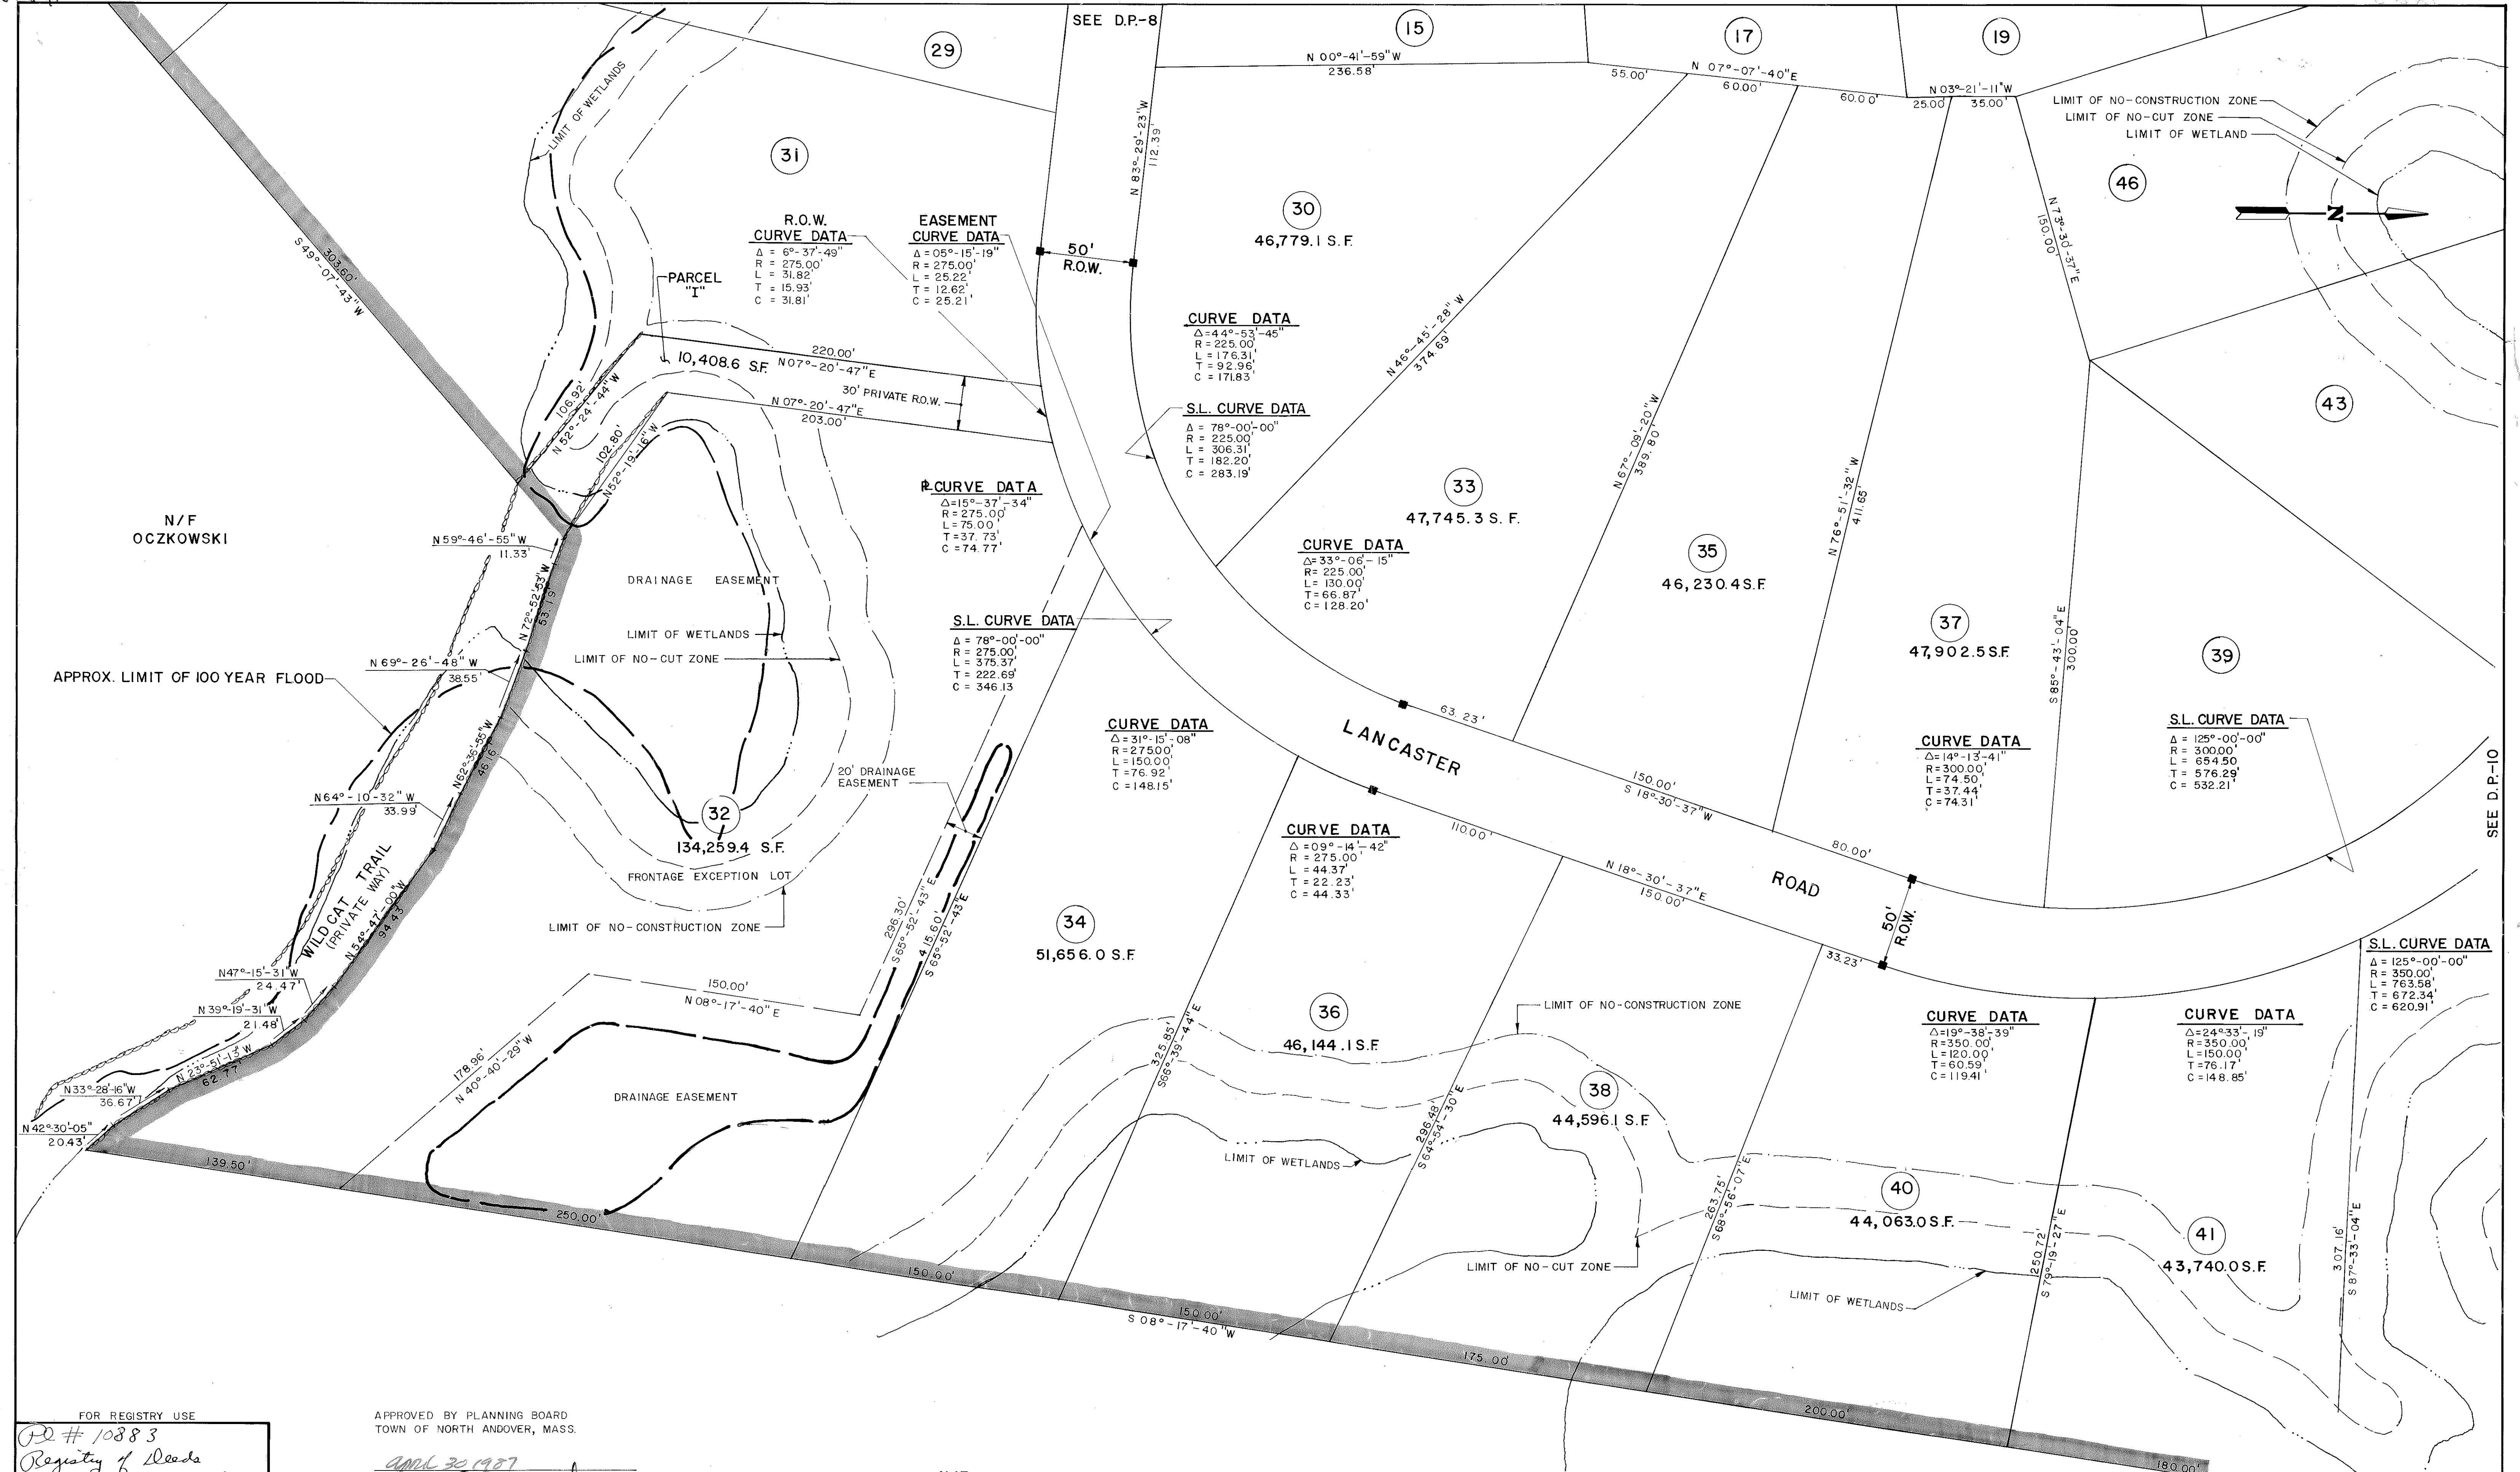 SEE D.P.-8
29
15
17
19
N 00°-41'-59" W
236.58'
55.00'
N 07°-07'-40" E
60.00'
60.00'
N 03°-21'-11" W
25.00'
35.00'
LIMIT OF NO-CONSTRUCTION ZONE
LIMIT OF NO-CUT ZONE
LIMIT OF WETLAND
LIMIT OF WETLANDS
31
N 83°-29'-23" W
112.39'
46
N
N 73°-30'-37" E
150.00'
303.60'
S 49°-07'-43" W
R.O.W.
CURVE DATA
Δ = 6°-37'-49"
R = 275.00'
L = 31.82'
T = 15.93'
C = 31.81'
EASEMENT
CURVE DATA
Δ = 05°-15'-19"
R = 275.00'
L = 25.22'
T = 12.62'
C = 25.21'
50'
R.O.W.
30
46,779.1 S.F.
PARCEL
"I"
CURVE DATA
Δ=44°-53'-45"
R = 225.00'
L = 176.31'
T = 92.96'
C = 171.83'
N 46°-45'-28" W
374.69'
220.00'
10,408.6 S.F.
N 07°-20'-47" E
30' PRIVATE R.O.W.
N 07°-20'-47" E
203.00'
106.92'
N 52°-24'-44" W
102.80'
N 52°-19'-16" W
S.L. CURVE DATA
Δ = 78°-00'-00"
R = 225.00'
L = 306.31'
T = 182.20'
C = 283.19'
N 67°-09'-20" W
389.80'
43
N 76°-51'-32" W
411.65'
33
47,745.3 S. F.
CURVE DATA
Δ=15°-37'-34"
R = 275.00'
L = 75.00'
T = 37.73'
C = 74.77'
N/F
OCZKOWSKI
N 59°-46'-55" W
11.33'
N 72°-52'-53" W
53.19'
DRAINAGE EASEMENT
CURVE DATA
Δ=33°-06'-15"
R= 225.00'
L= 130.00'
T= 66.87'
C= 128.20'
35
46,230.4 S.F.
37
47,902.5 S.F.
S 85°-43'-04" E
300.00'
39
S.L. CURVE DATA
Δ = 78°-00'-00"
R = 275.00'
L = 375.37'
T = 222.69'
C = 346.13
LIMIT OF WETLANDS
LIMIT OF NO-CUT ZONE
N 69°-26'-48" W
38.55'
APPROX. LIMIT OF 100 YEAR FLOOD
N 62°-36'-55" W
CURVE DATA
Δ=31°-15'-08"
R = 275.00'
L = 150.00'
T = 76.92'
C = 148.15'
63.23'
LANCASTER
150.00'
S 18°-30'-37" W
80.00'
CURVE DATA
Δ=14°-13'-41"
R=300.00'
L=74.50'
T=37.44'
C=74.31'
S.L. CURVE DATA
Δ = 125°-00'-00"
R = 300.00'
L = 654.50
T = 576.29'
C = 532.21'
SEE D.P.-10
20' DRAINAGE
EASEMENT
N 64°-10-32" W
33.99'
32
134,259.4 S.F.
FRONTAGE EXCEPTION LOT
LIMIT OF NO-CONSTRUCTION ZONE
110.00'
N 18°-30'-37" E
150.00'
ROAD
50'
R.O.W.
CURVE DATA
Δ = 09°-14'-42"
R = 275.00'
L = 44.37'
T = 22.23'
C = 44.33'
WILDCAT TRAIL
(PRIVATE WAY)
N 54°-47'-00" W
94.43'
296.30'
S 65°-52'-43" E
415.60'
S 65°-52'-43" E
34
51,656.0 S.F.
33.23'
S.L. CURVE DATA
Δ = 125°-00'-00"
R = 350.00'
L = 763.58'
T = 672.34'
C = 620.91'
N47°-15'-31" W
24.47'
N 39°-19'-31" W
21.48'
150.00'
N 08°-17'-40" E
178.96'
N 40°-40'-29" W
N 23°-51'-13" W
62.77'
N33°-28'-16" W
36.67'
N 42°-30'-05"
20.43'
DRAINAGE EASEMENT
325.85'
S66°-39'-44" E
36
46,144.1 S.F.
LIMIT OF NO-CONSTRUCTION ZONE
CURVE DATA
Δ=19°-38'-39"
R=350.00'
L=120.00'
T=60.59'
C=119.41'
CURVE DATA
Δ=24°33'-19"
R=350.00'
L=150.00'
T=76.17'
C=148.85'
38
44,596.1 S.F.
296.48'
S64°-54'-30" E
LIMIT OF WETLANDS
263.75'
S68°-56'-07" E
40
44,063.0 S.F.
250.72'
S 79°-19'-27" E
41
43,740.0 S.F.
307.16'
S 87°-33'-04" E
LIMIT OF NO-CUT ZONE
LIMIT OF WETLANDS
139.50'
250.00'
150.00'
150.00'
S 08°-17'-40" W
175.00'
200.00'
180.00'
FOR REGISTRY USE
Pl # 10883
Registry of Deeds
APPROVED BY PLANNING BOARD
TOWN OF NORTH ANDOVER, MASS.
April 30 1987